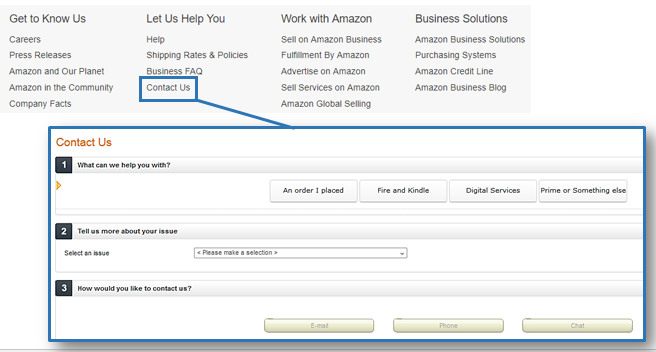 Get to Know Us
Careers
Press Releases
Amazon and Our Planet
Amazon in the Community
Company Facts
Let Us Help You
Help
Shipping Rates & Policies
Business FAQ
Contact Us
Work with Amazon
Sell on Amazon Business
Fulfillment By Amazon
Advertise on Amazon
Sell Services on Amazon
Amazon Global Selling
Business Solutions
Amazon Business Solutions
Purchasing Systems
Amazon Credit Line
Amazon Business Blog
Contact Us
1 What can we help you with?
An order I placed Fire and Kindle Digital Services Prime or Something else
2 Tell us more about your issue
Select an issue < Please make a selection >
3 How would you like to contact us?
E-mail Phone Chat